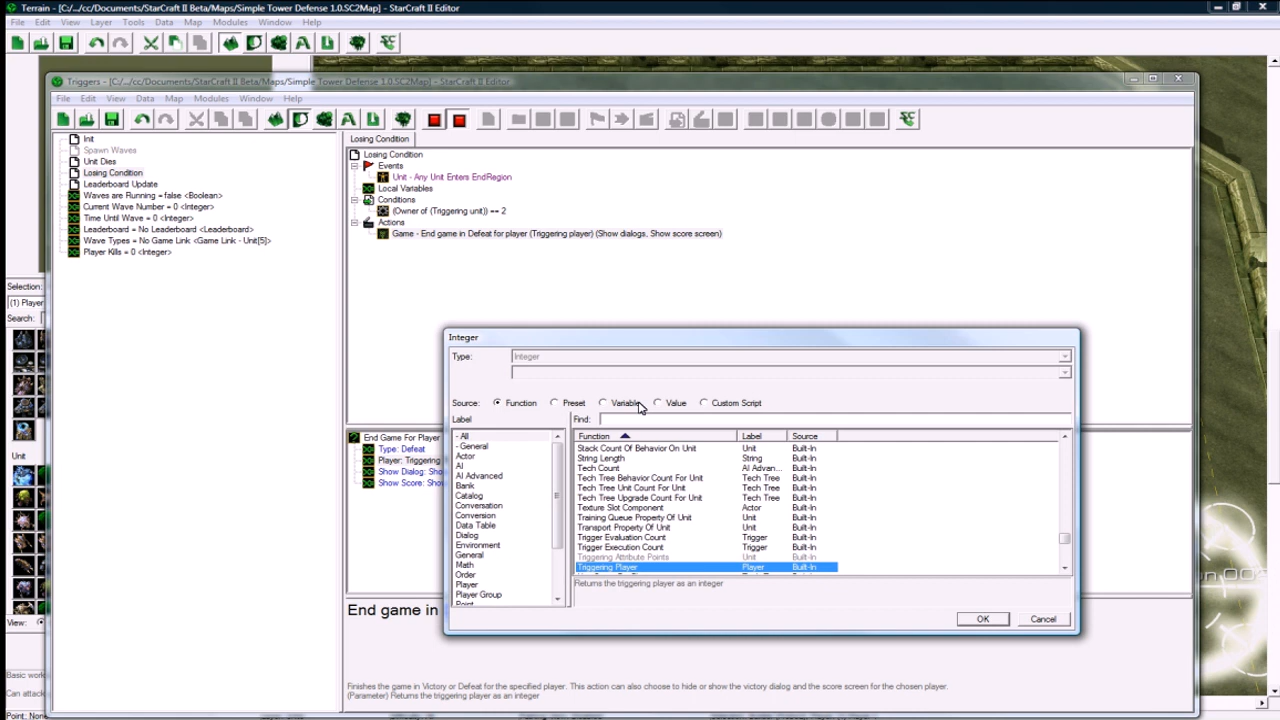 Terrain - [C:/.../cc/Documents/StarCraft II Beta/Maps/Simple Tower Defense 1.0.SC2Map] - StarCraft II Editor
File Edit View Layer Tools Data Map Modules Window Help
Triggers - [C:/.../cc/Documents/StarCraft II Beta/Maps/Simple Tower Defense 1.0.SC2Map] - StarCraft II Editor
File Edit View Data Map Modules Window Help
Init
Spawn Waves
Unit Dies
Losing Condition
Leaderboard Update
Waves are Running = false <Boolean>
Current Wave Number = 0 <Integer>
Time Until Wave = 0 <Integer>
Leaderboard = No Leaderboard <Leaderboard>
Wave Types = No Game Link <Game Link - Unit[5]>
Player Kills = 0 <Integer>
Losing Condition
Losing Condition
Events
Unit - Any Unit Enters EndRegion
Local Variables
Conditions
(Owner of (Triggering unit)) == 2
Actions
Game - End game in Defeat for player (Triggering player) (Show dialogs, Show score screen)
Selection:
(1) Player
Search:
Unit
View:
Basic work
Can attack
Point: None
End Game For Player
Type: Defeat
Player: Triggering
Show Dialog: Sho
Show Score: Sho
End game in
Finishes the game in Victory or Defeat for the specified player. This action can also choose to hide or show the victory dialog and the score screen for the chosen player.
(Parameter) Returns the triggering player as an integer
Integer
Type: Integer
Source: Function Preset Variable Value Custom Script
Label Find:
- All
- General
Actor
AI
AI Advanced
Bank
Catalog
Conversation
Conversion
Data Table
Dialog
Environment
General
Math
Order
Player
Player Group
Point
Function Label Source
Stack Count Of Behavior On Unit Unit Built-In
String Length String Built-In
Tech Count AI Advan... Built-In
Tech Tree Behavior Count For Unit Tech Tree Built-In
Tech Tree Unit Count For Unit Tech Tree Built-In
Tech Tree Upgrade Count For Unit Tech Tree Built-In
Texture Slot Component Actor Built-In
Training Queue Property Of Unit Unit Built-In
Transport Property Of Unit Unit Built-In
Trigger Evaluation Count Trigger Built-In
Trigger Execution Count Trigger Built-In
Triggering Attribute Points Unit Built-In
Triggering Player Player Built-In
Returns the triggering player as an integer
OK Cancel